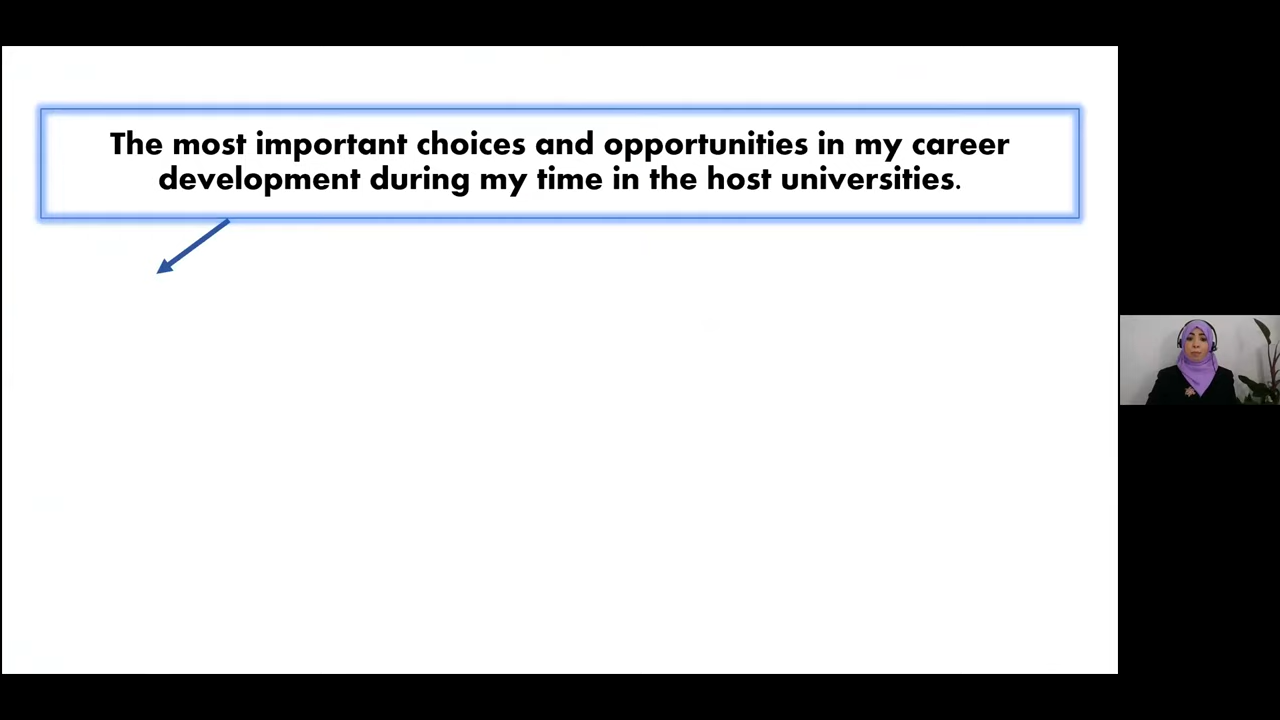 The most important choices and opportunities in my career
development during my time in the host universities.